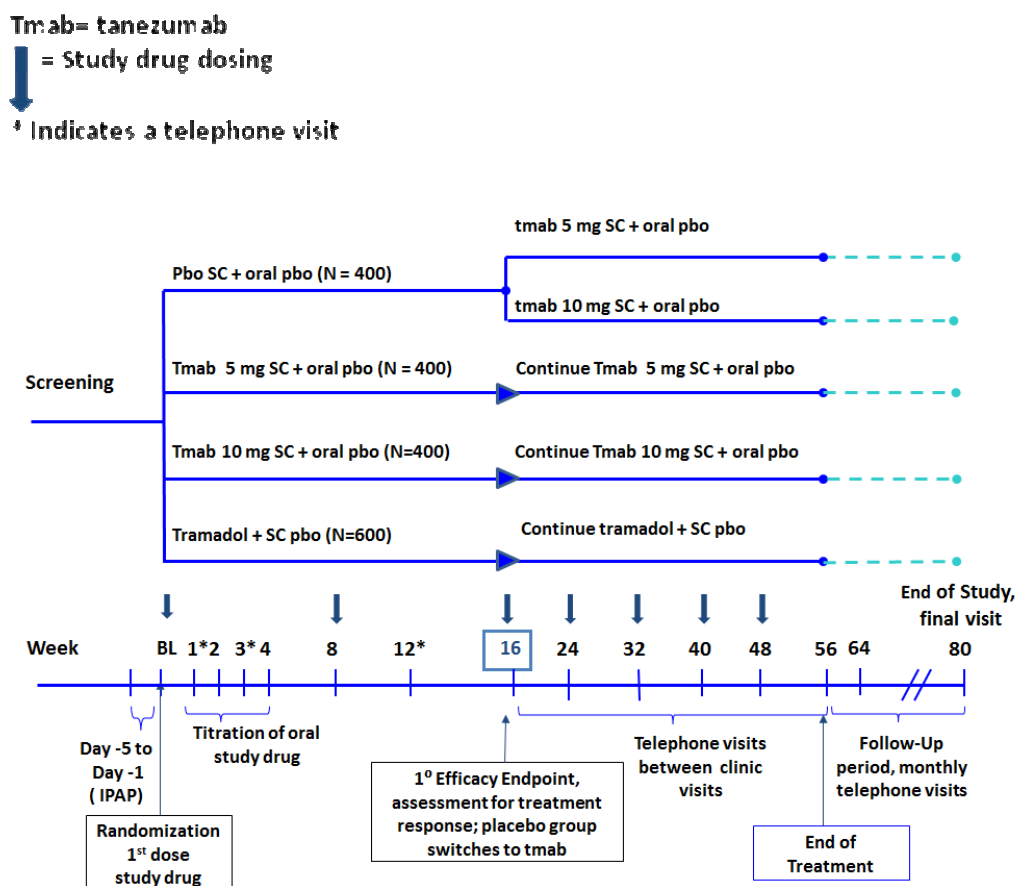 Tmab= tanezumab
= Study drug dosing
* Indicates a telephone visit
tmab 5 mg SC + oral pbo
Pbo SC + oral pbo (N = 400)
tmab 10 mg SC + oral pbo
Screening
Tmab 5 mg SC + oral pbo (N = 400)
Continue Tmab 5 mg SC + oral pbo
Tmab 10 mg SC + oral pbo (N=400)
Continue Tmab 10 mg SC + oral pbo
Tramadol + SC pbo (N=600)
Continue tramadol + SC pbo
End of Study,
final visit
Week BL 1* 2 3* 4 8 12* 16 24 32 40 48 56 64 80
Day -5 to
Day -1
( IPAP)
Titration of oral
study drug
Telephone visits
between clinic
visits
Follow-Up
period, monthly
telephone visits
Randomization
1st dose
study drug
1⁰ Efficacy Endpoint,
assessment for treatment
response; placebo group
switches to tmab
End of
Treatment